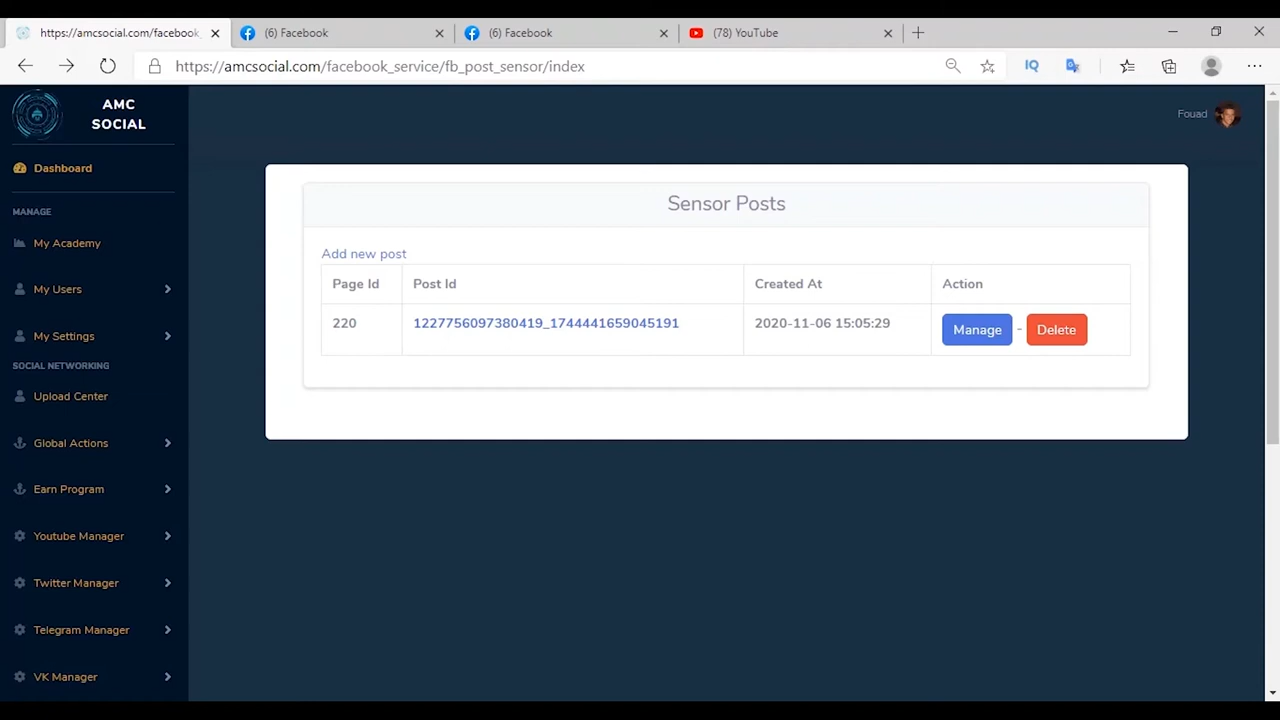 https://amcsocial.com/facebook_
(6) Facebook
(6) Facebook
(78) YouTube
https://amcsocial.com/facebook_service/fb_post_sensor/index
IQ
AMC
SOCIAL
Fouad
Dashboard
MANAGE
My Academy
My Users
My Settings
SOCIAL NETWORKING
Upload Center
Global Actions
Earn Program
Youtube Manager
Twitter Manager
Telegram Manager
VK Manager
Sensor Posts
Add new post
Page Id Post Id Created At Action
220 1227756097380419_1744441659045191 2020-11-06 15:05:29 Manage - Delete